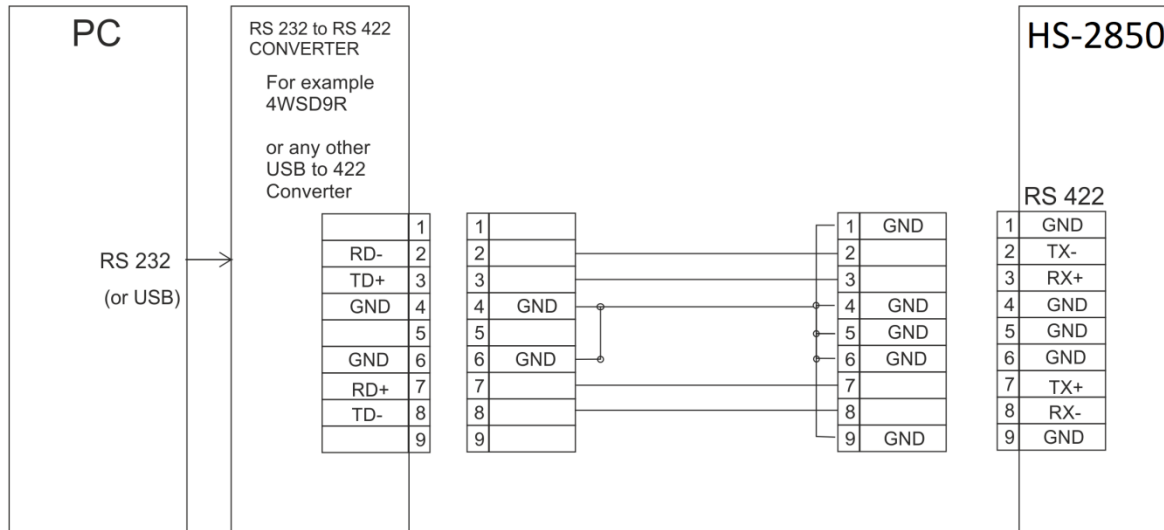 PC
RS 232
(or USB)
RS 232 to RS 422
CONVERTER
For example
4WSD9R
or any other
USB to 422
Converter
1
RD- 2
TD+ 3
GND 4
5
GND 6
RD+ 7
TD- 8
9
1
2
3
4 GND
5
6 GND
7
8
9
1 GND
2
3
4 GND
5 GND
6 GND
7
8
9 GND
HS-2850
RS 422
1 GND
2 TX-
3 RX+
4 GND
5 GND
6 GND
7 TX+
8 RX-
9 GND